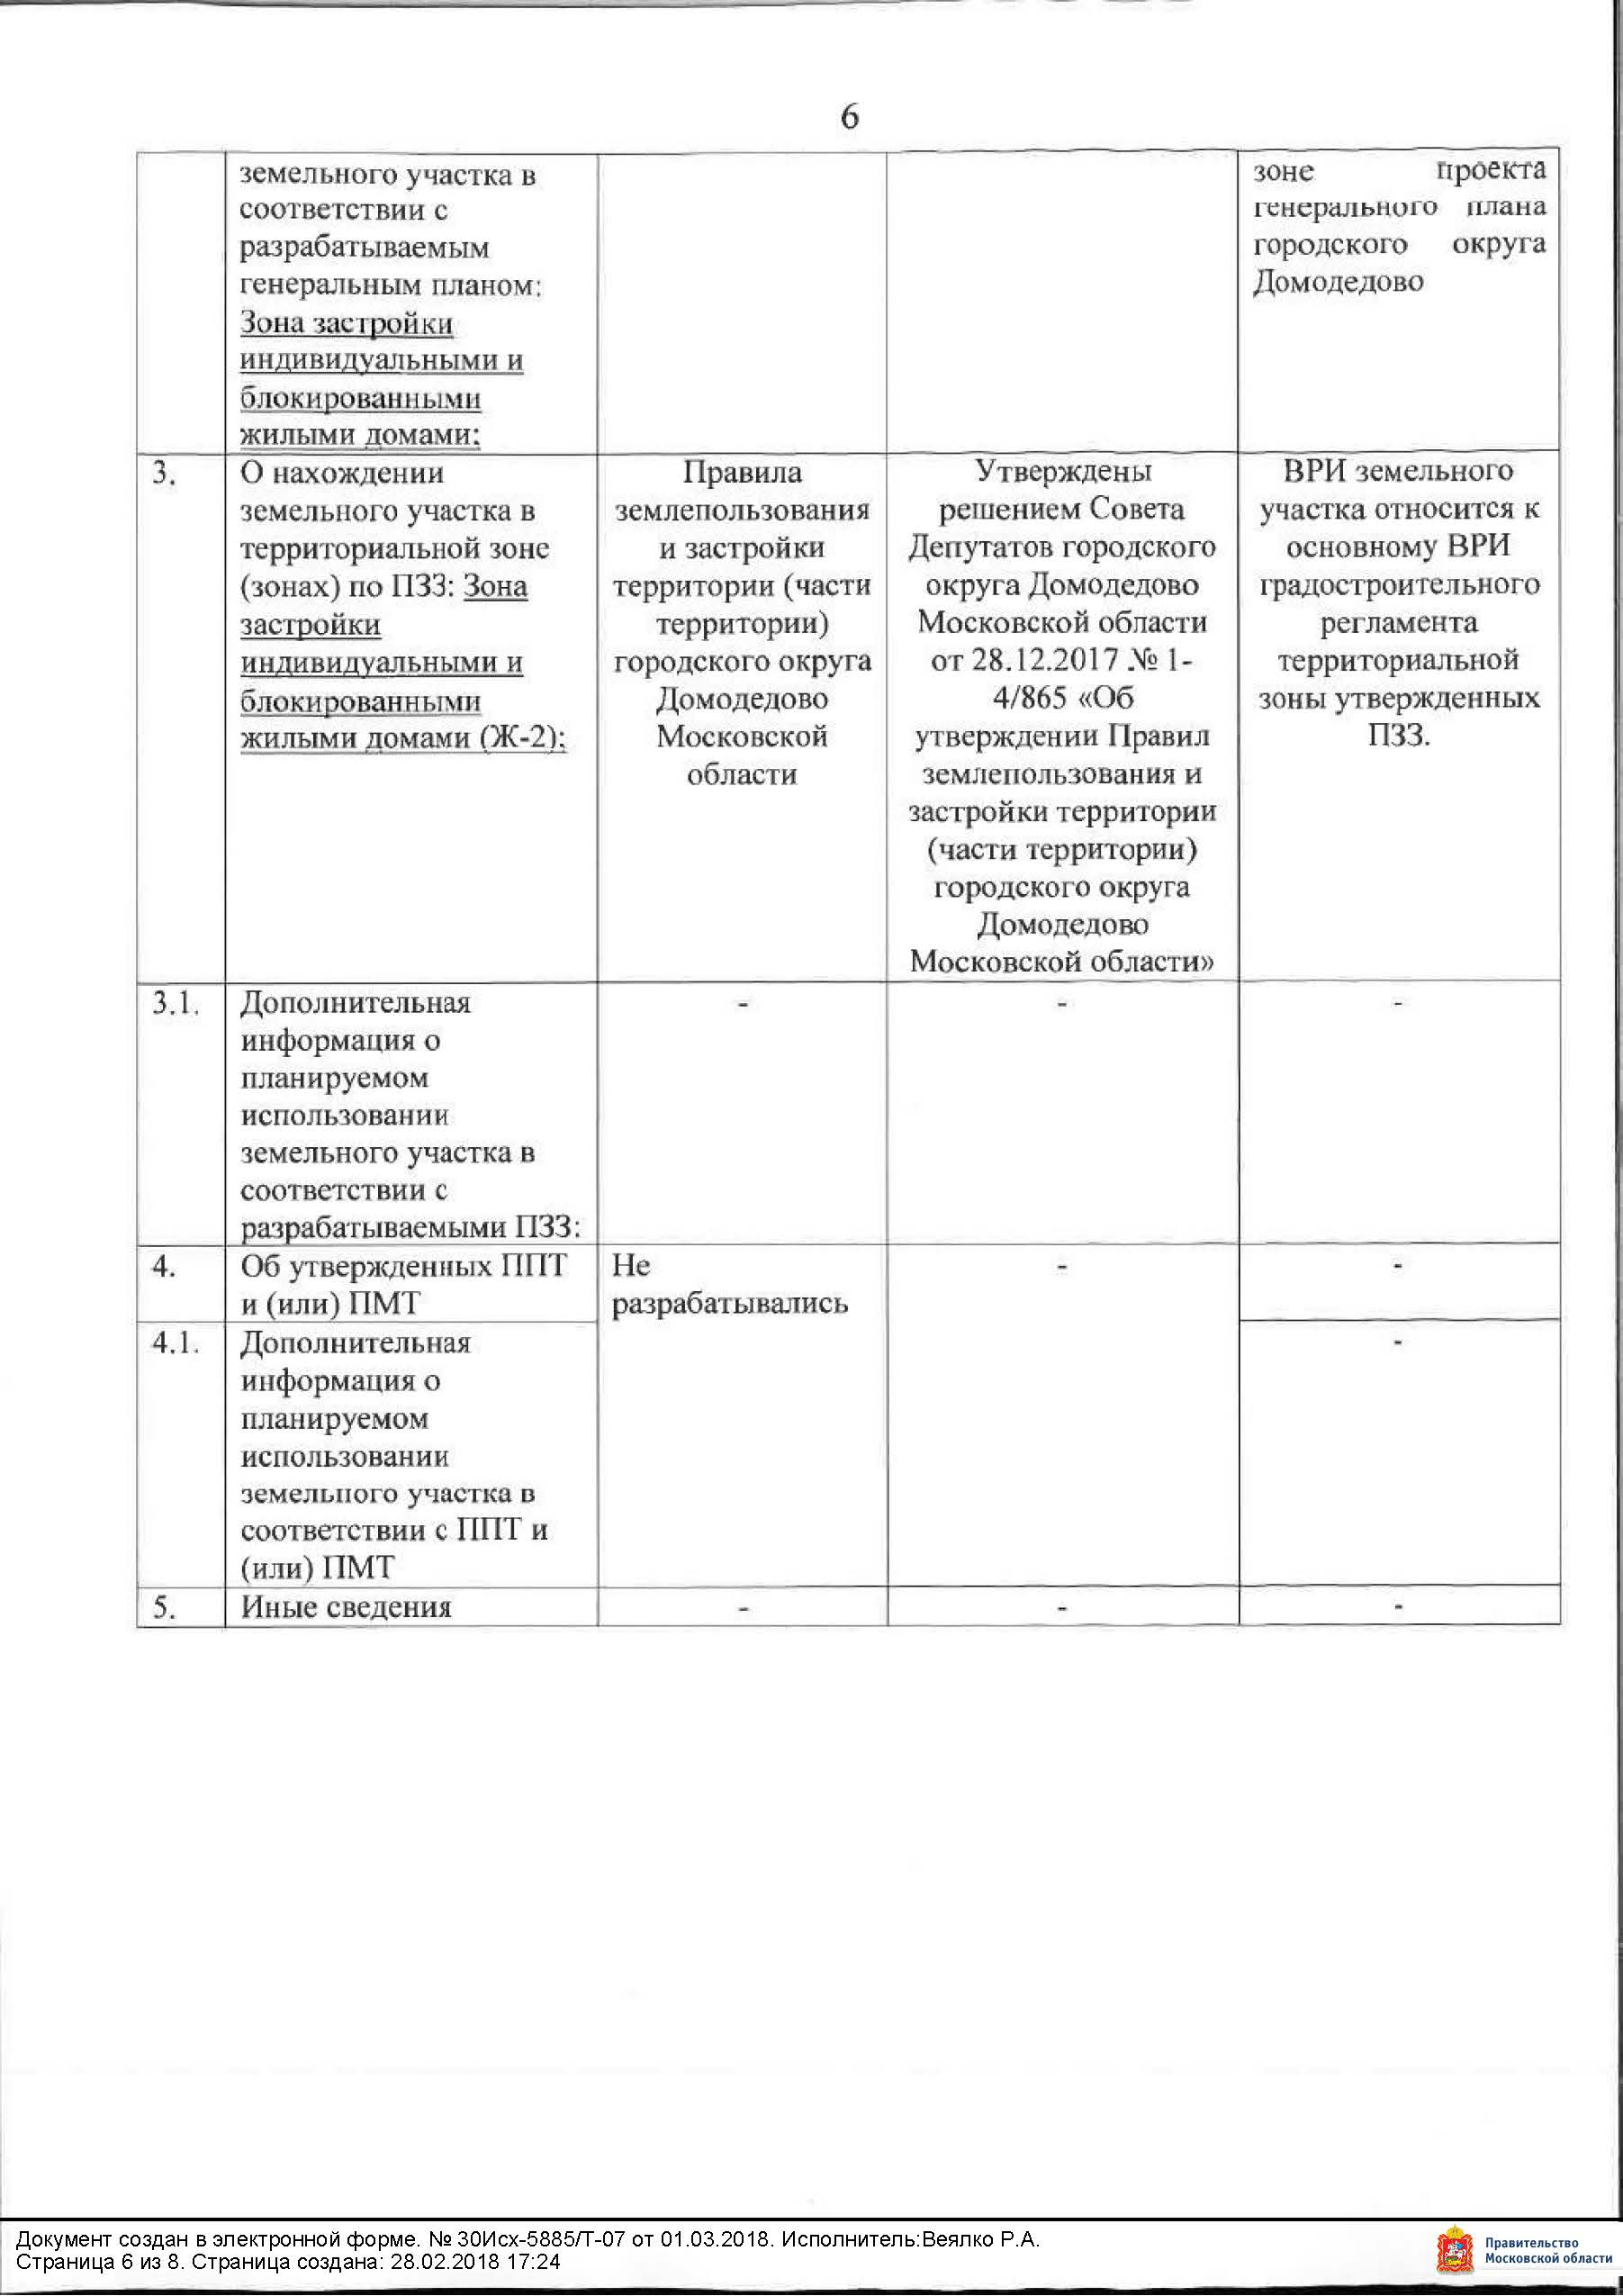 6
земельного участка в
соответствии с
разрабатываемым
генеральным планом:
Зона застройки
индивидуальными и
блокированными
жилыми домами;
зоне проекта
генерального плана
городского округа
Домодедово
3.
О нахождении
земельного участка в
территориальной зоне
(зонах) по ПЗЗ: Зона
застройки
индивидуальными и
блокированными
жилыми домами (Ж-2);
Правила
землепользования
и застройки
территории (части
территории)
городского округа
Домодедово
Московской
области
Утверждены
решением Совета
Депутатов городского
округа Домодедово
Московской области
от 28.12.2017 № 1-
4/865 «Об
утверждении Правил
землепользования и
застройки территории
(части территории)
городского округа
Домодедово
Московской области»
ВРИ земельного
участка относится к
основному ВРИ
градостроительного
регламента
территориальной
зоны утвержденных
ПЗЗ.
3.1.
Дополнительная
информация о
планируемом
использовании
земельного участка в
соответствии с
разрабатываемыми ПЗЗ:
-
-
-
4.
Об утвержденных ППТ
и (или) ПМТ
Не
разрабатывались
-
-
4.1.
Дополнительная
информация о
планируемом
использовании
земельного участка в
соответствии с ППТ и
(или) ПМТ
-
5.
Иные сведения
-
-
-
Документ создан в электронной форме. № 30Исх-5885/Т-07 от 01.03.2018. Исполнитель:Веялко Р.А.
Страница 6 из 8. Страница создана: 28.02.2018 17:24
Правительство
Московской области